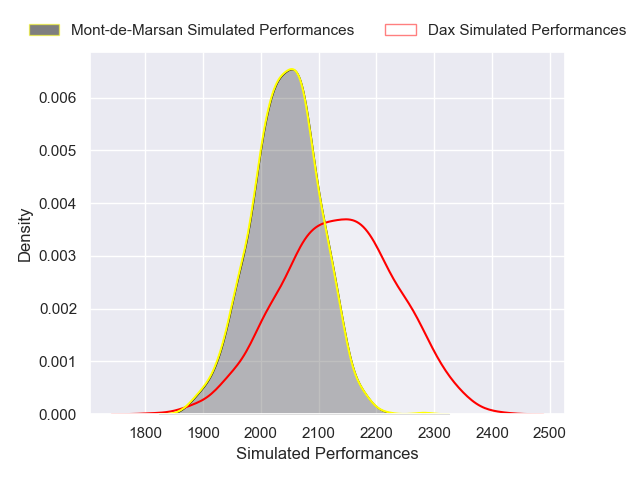 Mont-de-Marsan Simulated Performances Dax Simulated Performances
0.006
0.005
0.004
0.003
0.002
0.001
0.000
Density
1800 1900 2000 2100 2200 2300 2400 2500
Simulated Performances